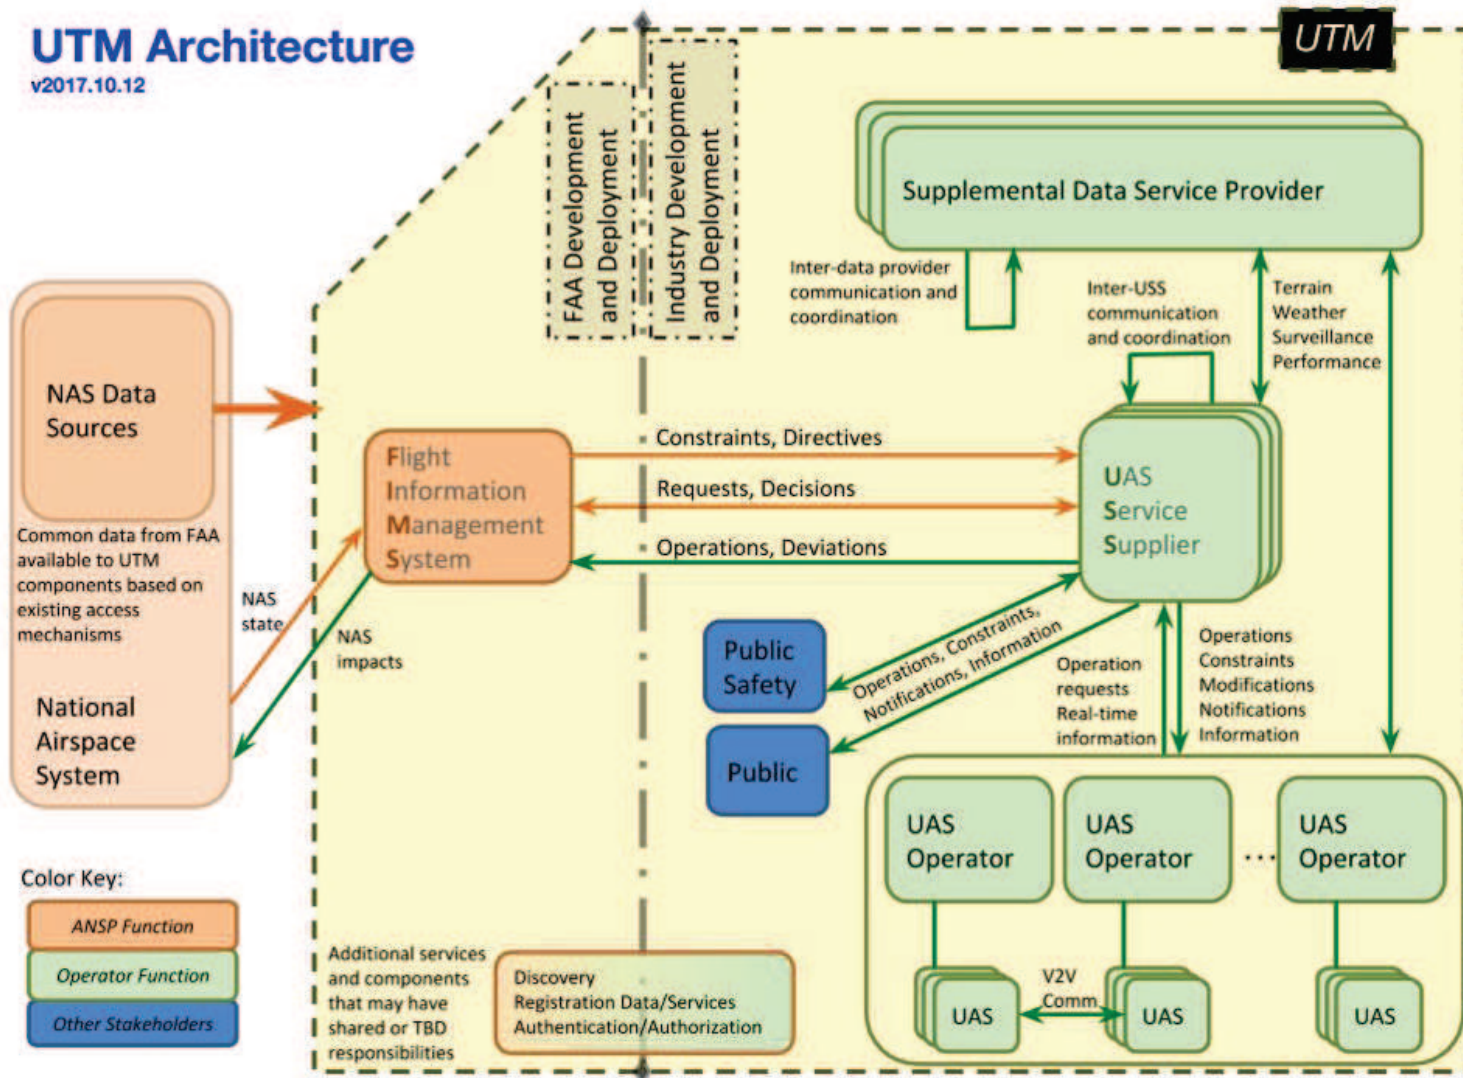 UTM Architecture
v2017.10.12
UTM
FAA Development
and Deployment
Industry Development
and Deployment
Supplemental Data Service Provider
Inter-data provider
communication and
coordination
Inter-USS
communication
and coordination
Terrain
Weather
Surveillance
Performance
NAS Data
Sources
Common data from FAA
available to UTM
components based on
existing access
mechanisms
National
Airspace
System
NAS
state
NAS
impacts
Flight
Information
Management
System
Constraints, Directives
Requests, Decisions
Operations, Deviations
UAS
Service
Supplier
Operations, Constraints,
Notifications, Information
Public
Safety
Public
Operation
requests
Real-time
information
Operations
Constraints
Modifications
Notifications
Information
UAS
Operator
UAS
Operator
...
UAS
Operator
UAS
V2V
Comm.
UAS
UAS
Color Key:
ANSP Function
Operator Function
Other Stakeholders
Additional services
and components
that may have
shared or TBD
responsibilities
Discovery
Registration Data/Services
Authentication/Authorization